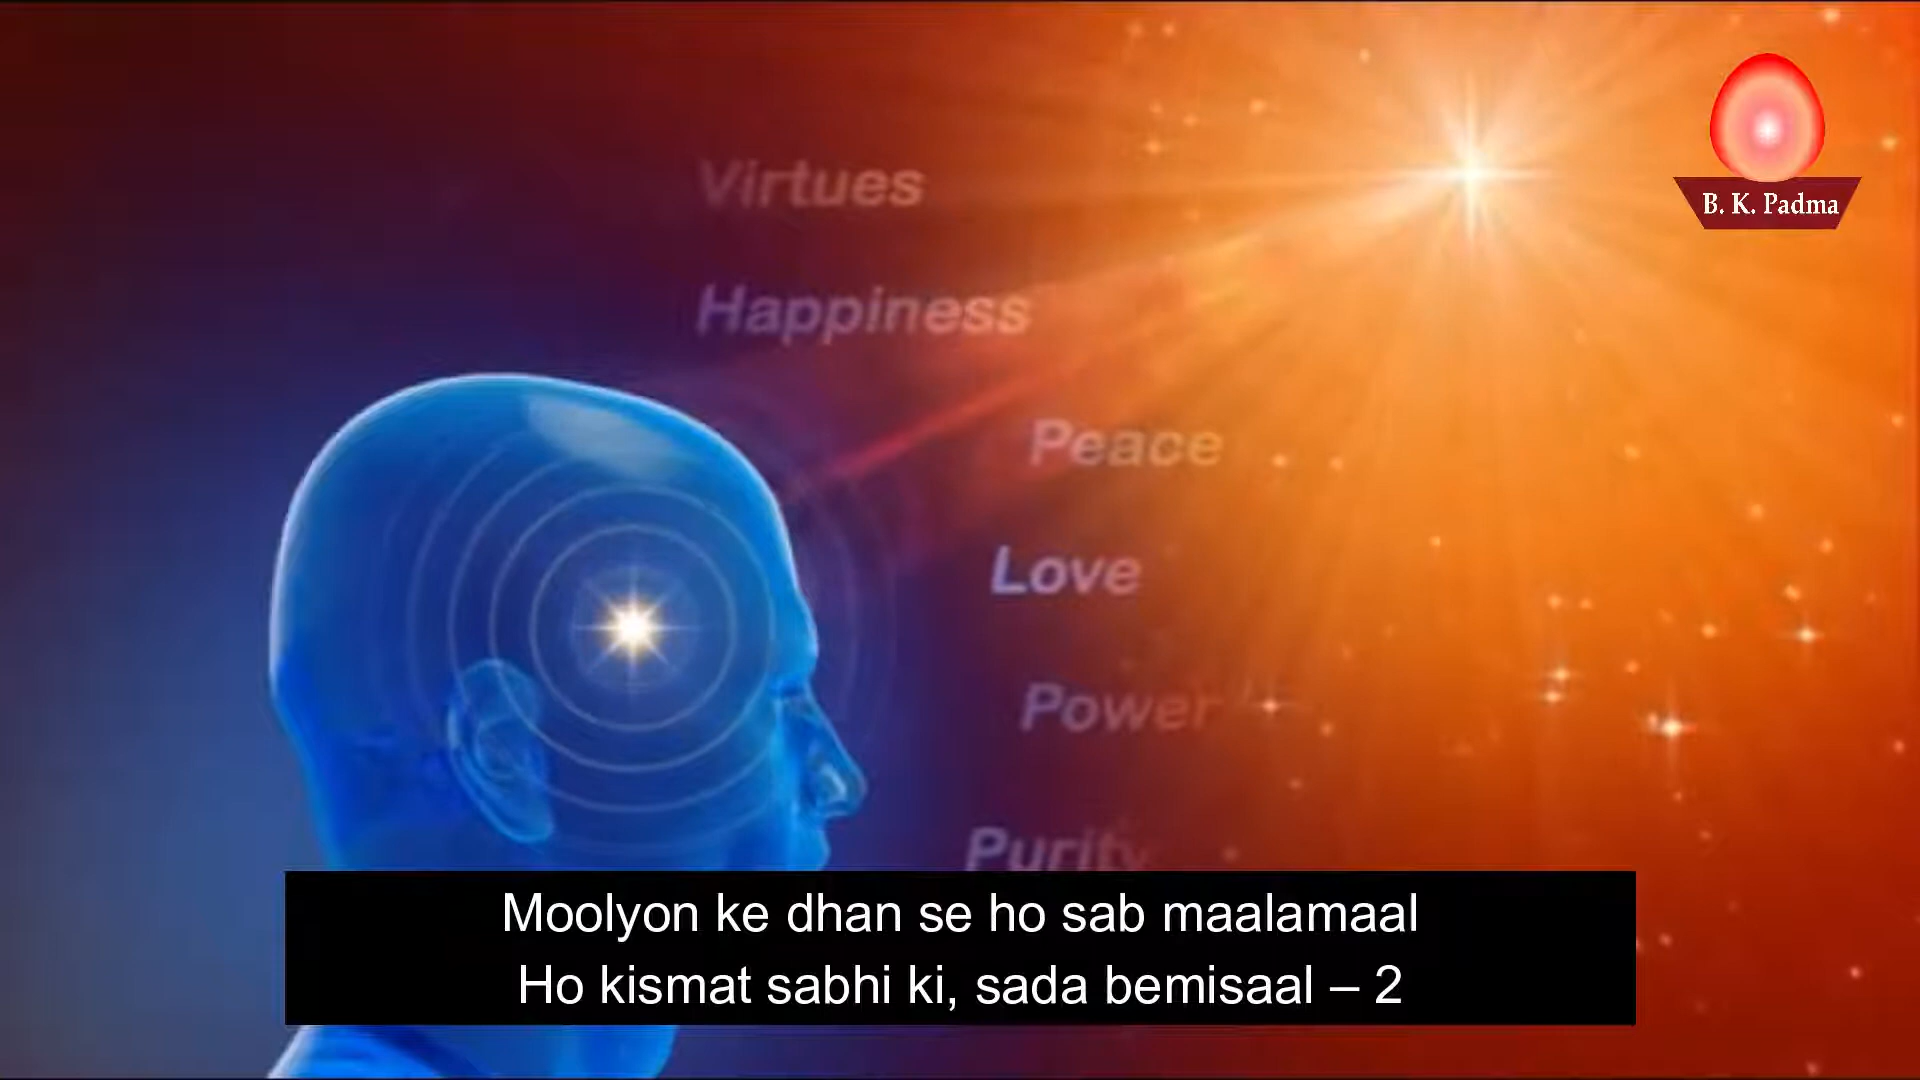 B. K. Padma
Virtues
Happiness
Peace
Love
Power
Purity
Moolyon ke dhan se ho sab maalamaal
Ho kismat sabhi ki, sada bemisaal – 2